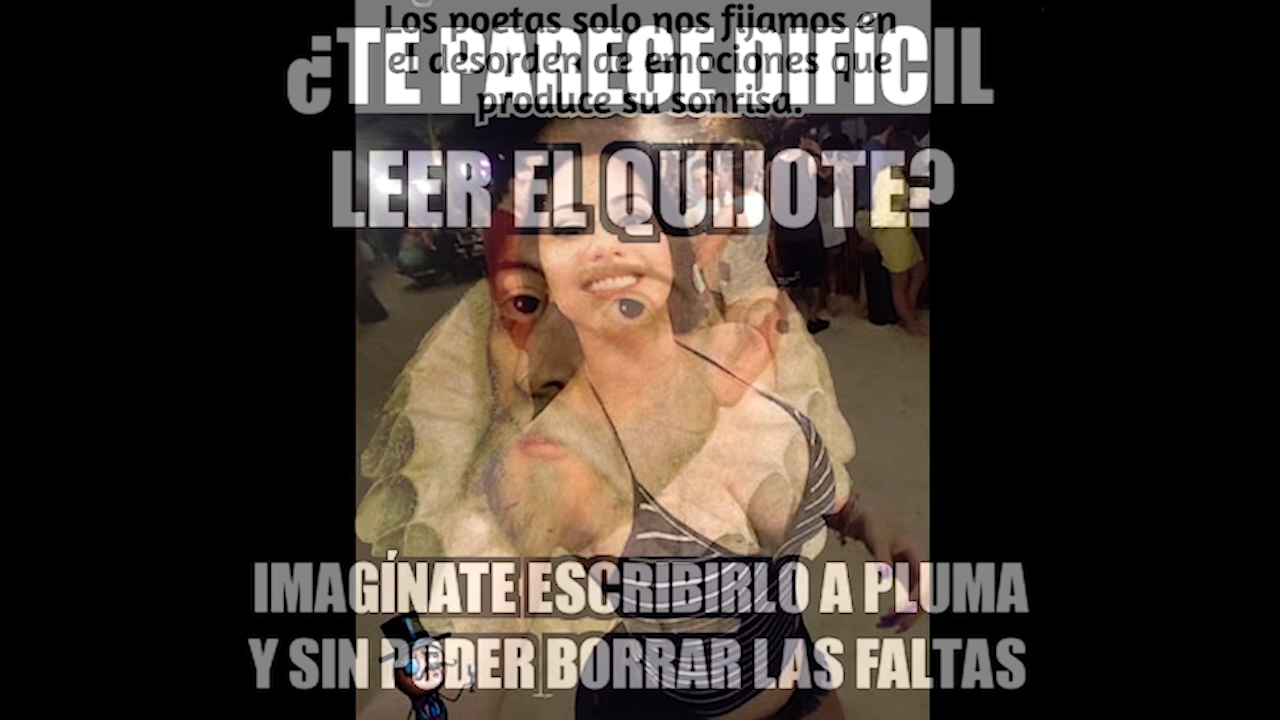 Los poetas solo nos fijamos en
el desorden de emociones que
produce su sonrisa.
¿TE PARECE DIFÍCIL
LEER EL QUIJOTE?
IMAGÍNATE ESCRIBIRLO A PLUMA
Y SIN PODER BORRAR LAS FALTAS